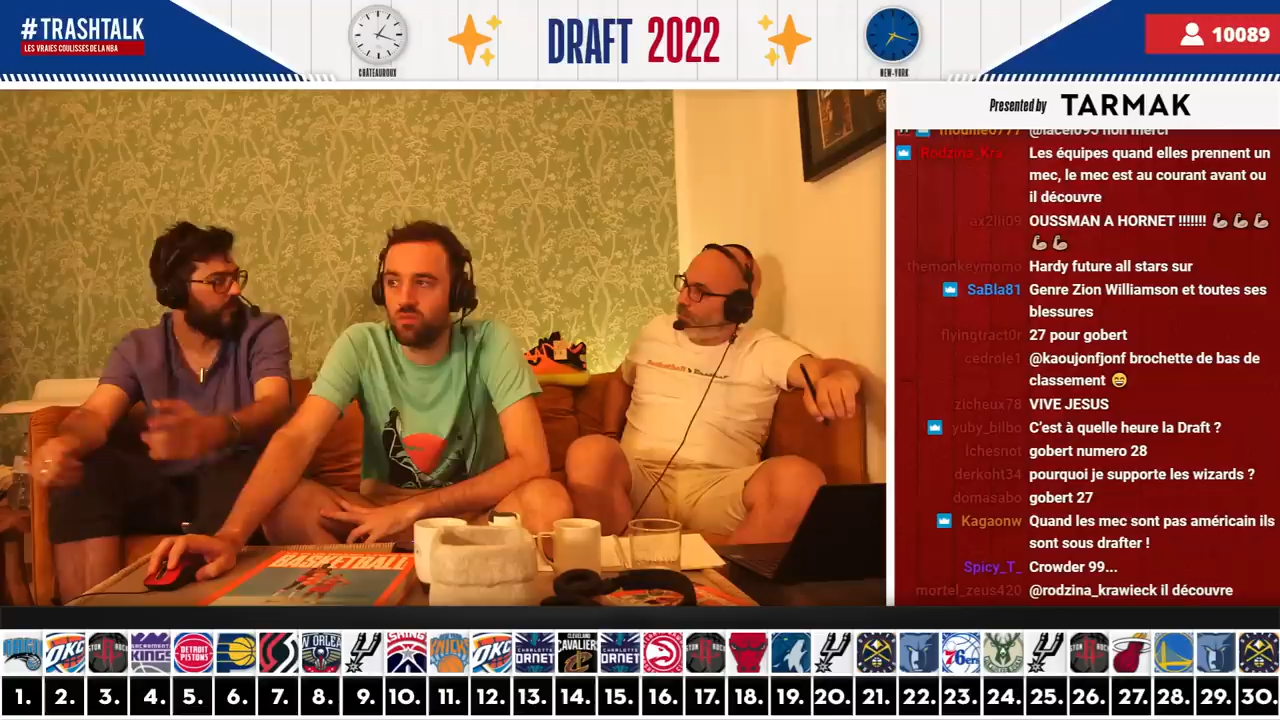 #TRASHTALK
LES VRAIES COULISSES DE LA NBA
CHÂTEAUROUX
DRAFT 2022
NEW-YORK
10089
Presented by TARMAK
Rodzina_Kra
Les équipes quand elles prennent un
mec, le mec est au courant avant ou
il découvre
ax2lll09 OUSSMAN A HORNET !!!!!!! 💪💪💪
💪💪
themonkeymomo Hardy future all stars sur
SaBla81 Genre Zion Williamson et toutes ses
blessures
flyingtract0r 27 pour gobert
cedrole1 @kaoujonfjonf brochette de bas de
classement 😄
zicheux78 VIVE JESUS
yuby_bilbo C'est à quelle heure la Draft ?
lchesnot gobert numero 28
derkoht34 pourquoi je supporte les wizards ?
domasabo gobert 27
Kagaonw Quand les mec sont pas américain ils
sont sous drafter !
Spicy_T_ Crowder 99...
mortel_zeus420 @rodzina_krawieck il découvre
BASKETBALL
OKC
SACRAMENTO KINGS
DETROIT PISTONS
KNICKS
OKC
CHARLOTTE
CLEVELAND CAVALIERS
CHARLOTTE
76ers
1. 2. 3. 4. 5. 6. 7. 8. 9. 10. 11. 12. 13. 14. 15. 16. 17. 18. 19. 20. 21. 22. 23. 24. 25. 26. 27. 28. 29. 30.